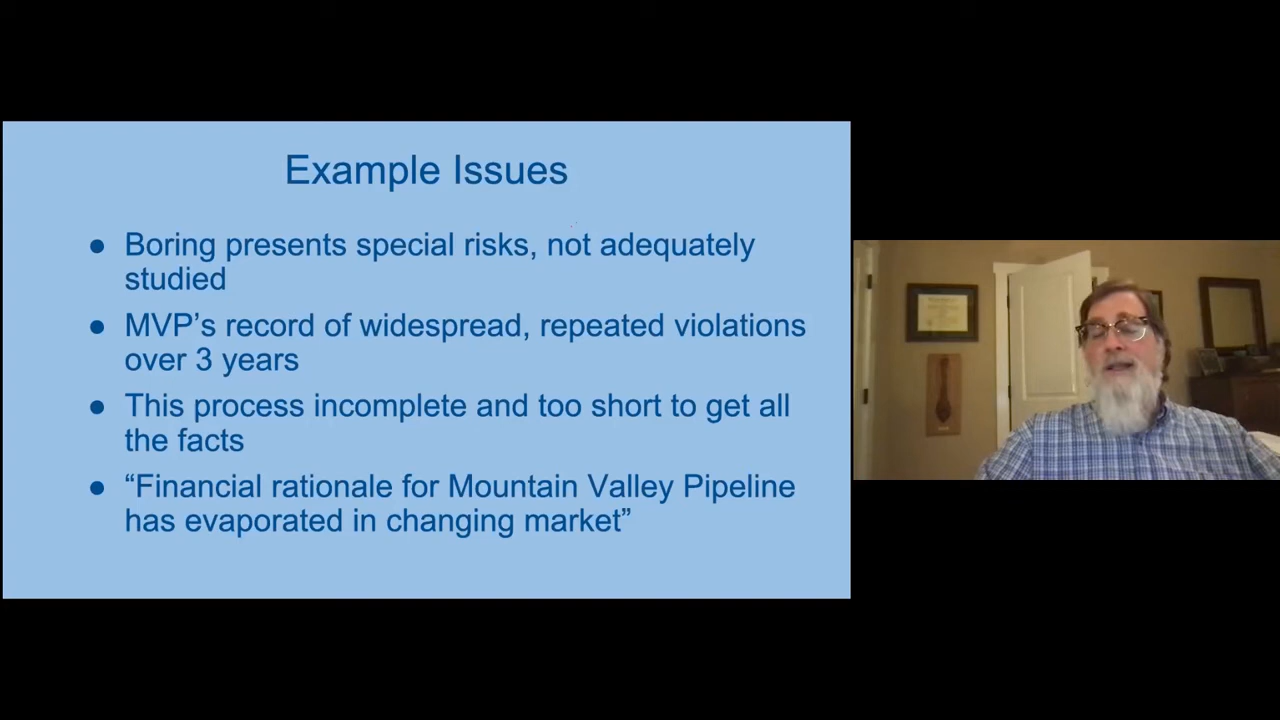 Example Issues
● Boring presents special risks, not adequately
studied
● MVP’s record of widespread, repeated violations
over 3 years
● This process incomplete and too short to get all
the facts
● “Financial rationale for Mountain Valley Pipeline
has evaporated in changing market”